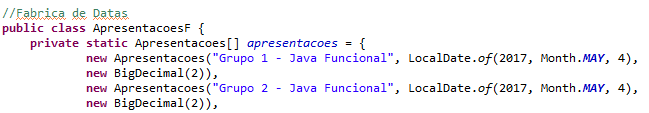 //Fabrica de Datas
public class ApresentacoesF {
    private static Apresentacoes[] apresentacoes = {
            new Apresentacoes("Grupo 1 - Java Funcional", LocalDate.of(2017, Month.MAY, 4),
            new BigDecimal(2)),
            new Apresentacoes("Grupo 2 - Java Funcional", LocalDate.of(2017, Month.MAY, 4),
            new BigDecimal(2)),